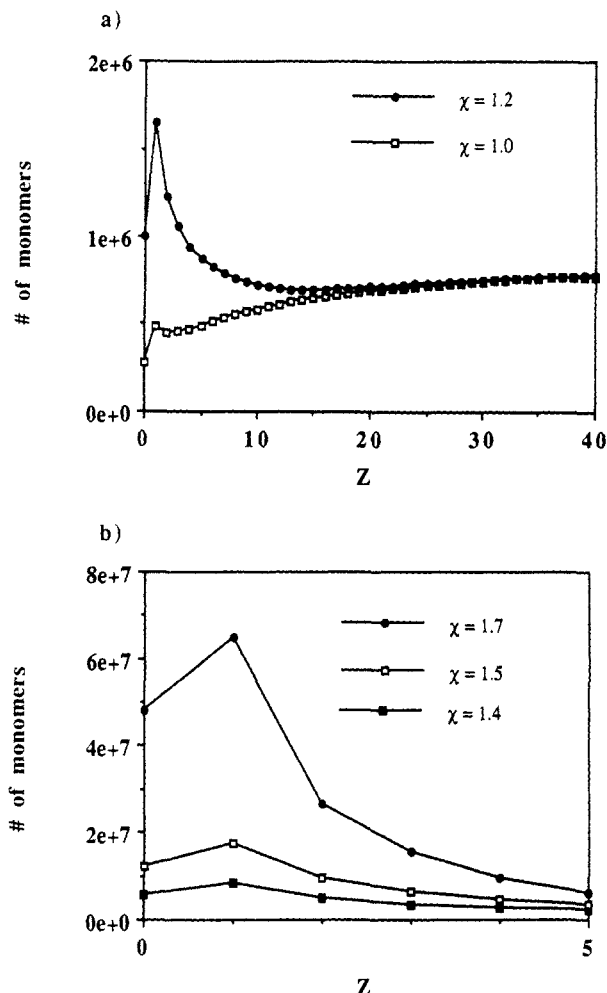 a)
2e+6
χ = 1.2
χ = 1.0
# of monomers
1e+6
0e+0
0 10 20 30 40
Z
b)
8e+7
χ = 1.7
6e+7
χ = 1.5
χ = 1.4
# of monomers
4e+7
2e+7
0e+0
0 5
Z